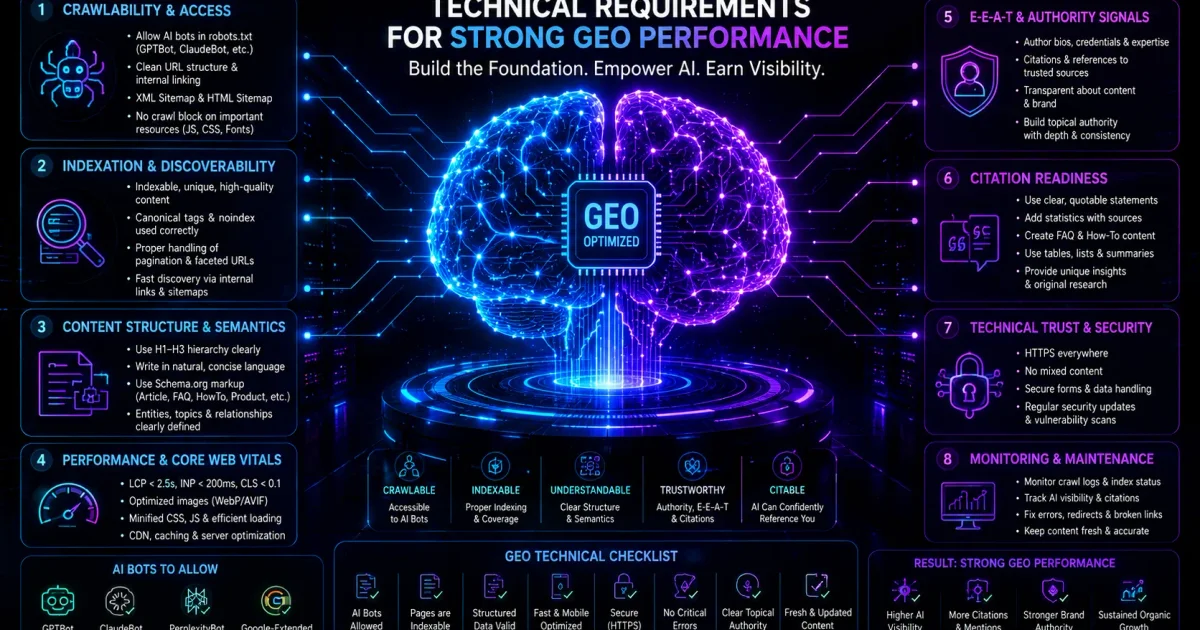 TECHNICAL REQUIREMENTS
FOR STRONG GEO PERFORMANCE
Build the Foundation. Empower AI. Earn Visibility.
1 CRAWLABILITY & ACCESS
• Allow AI bots in robots.txt
(GPTBot, ClaudeBot, etc.)
• Clean URL structure &
internal linking
• XML Sitemap & HTML Sitemap
• No crawl block on important
resources (JS, CSS, Fonts)
2 INDEXATION & DISCOVERABILITY
• Indexable, unique, high-quality
content
• Canonical tags & noindex
used correctly
• Proper handling of
pagination & faceted URLs
• Fast discovery via internal
links & sitemaps
3 CONTENT STRUCTURE & SEMANTICS
• Use H1–H3 hierarchy clearly
• Write in natural, concise language
• Use Schema.org markup
(Article, FAQ, HowTo, Product, etc.)
• Entities, topics & relationships
clearly defined
4 PERFORMANCE & CORE WEB VITALS
• LCP < 2.5s, INP < 200ms, CLS < 0.1
• Optimized images (WebP/AVIF)
• Minified CSS, JS & efficient loading
• CDN, caching & server optimization
GEO
OPTIMIZED
5 E-E-A-T & AUTHORITY SIGNALS
• Author bios, credentials & expertise
• Citations & references to
trusted sources
• Transparent about content
& brand
• Build topical authority
with depth & consistency
6 CITATION READINESS
• Use clear, quotable statements
• Add statistics with sources
• Create FAQ & How-To content
• Use tables, lists & summaries
• Provide unique insights
& original research
7 TECHNICAL TRUST & SECURITY
• HTTPS everywhere
• No mixed content
• Secure forms & data handling
• Regular security updates
& vulnerability scans
8 MONITORING & MAINTENANCE
• Monitor crawl logs & index status
• Track AI visibility & citations
• Fix errors, redirects & broken links
• Keep content fresh & accurate
CRAWLABLE
Accessible
to AI Bots
INDEXABLE
Proper Indexing
& Coverage
UNDERSTANDABLE
Clear Structure
& Semantics
TRUSTWORTHY
Authority, E-E-A-T
& Citations
CITABLE
AI Can Confidently
Reference You
AI BOTS TO ALLOW
GPTBot
ClaudeBot
PerplexityBot
Google-Extended
GEO TECHNICAL CHECKLIST
AI Bots
Allowed
Pages are
Indexable
Structured
Data Valid
Fast & Mobile
Optimized
Secure
(HTTPS)
No Critical
Errors
Clear Topical
Authority
Fresh & Updated
Content
RESULT: STRONG GEO PERFORMANCE
Higher AI
Visibility
More Citations
& Mentions
Stronger Brand
Authority
Sustained Organic
Growth